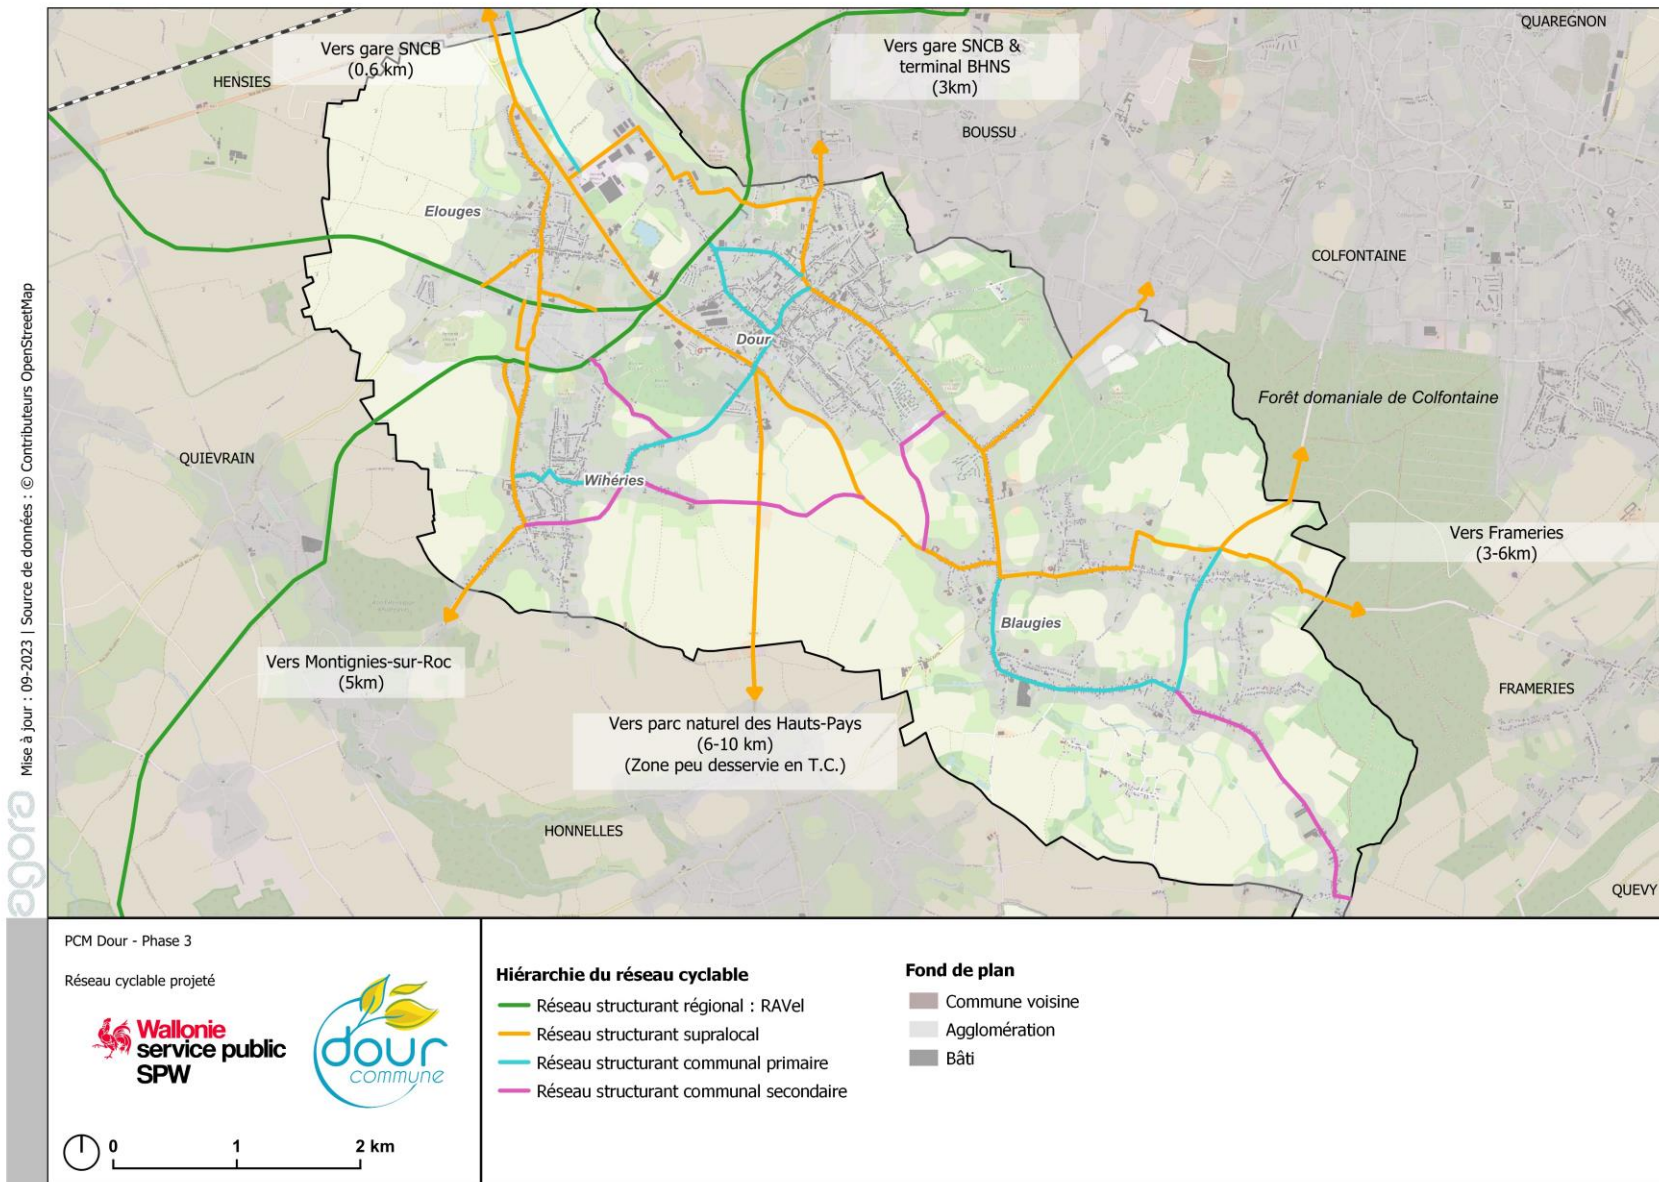 QUAREGNON
Vers gare SNCB
(0.6 km)
Vers gare SNCB &
terminal BHNS
(3km)
HENSIES
BOUSSU
Elouges
COLFONTAINE
Dour
Forêt domaniale de Colfontaine
QUIEVRAIN
Wihéries
Vers Frameries
(3-6km)
Blaugies
Vers Montignies-sur-Roc
(5km)
FRAMERIES
Vers parc naturel des Hauts-Pays
(6-10 km)
(Zone peu desservie en T.C.)
HONNELLES
QUEVY
Mise à jour : 09-2023 | Source de données : © Contributeurs OpenStreetMap
agora
PCM Dour - Phase 3
Réseau cyclable projeté
Wallonie
service public
SPW
dour
commune
0 1 2 km
Hiérarchie du réseau cyclable
Réseau structurant régional : RAVel
Réseau structurant supralocal
Réseau structurant communal primaire
Réseau structurant communal secondaire
Fond de plan
Commune voisine
Agglomération
Bâti